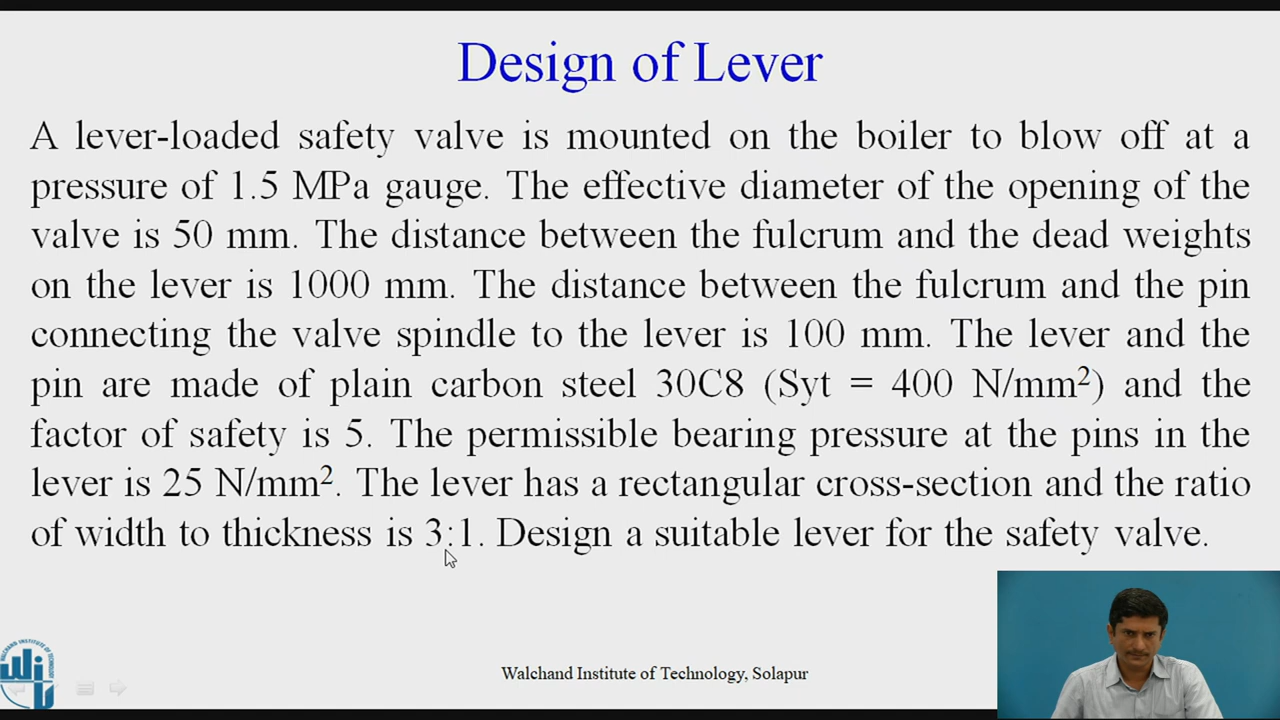 Design of Lever
A lever-loaded safety valve is mounted on the boiler to blow off at a
pressure of 1.5 MPa gauge. The effective diameter of the opening of the
valve is 50 mm. The distance between the fulcrum and the dead weights
on the lever is 1000 mm. The distance between the fulcrum and the pin
connecting the valve spindle to the lever is 100 mm. The lever and the
pin are made of plain carbon steel 30C8 (Syt = 400 N/mm²) and the
factor of safety is 5. The permissible bearing pressure at the pins in the
lever is 25 N/mm². The lever has a rectangular cross-section and the ratio
of width to thickness is 3:1. Design a suitable lever for the safety valve.
Walchand Institute of Technology, Solapur